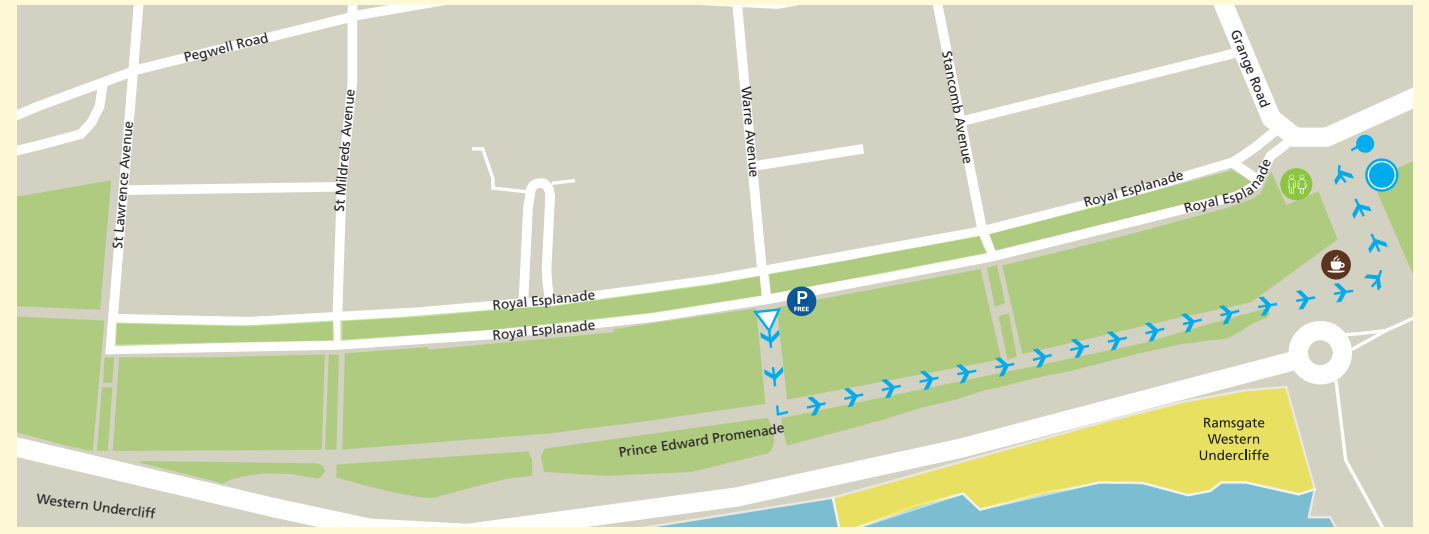 Pegwell Road
St Lawrence Avenue
St Mildreds Avenue
Warre Avenue
Stancomb Avenue
Grange Road
Royal Esplanade
Royal Esplanade
Royal Esplanade
Royal Esplanade
P
FREE
Prince Edward Promenade
Ramsgate
Western
Undercliffe
Western Undercliff